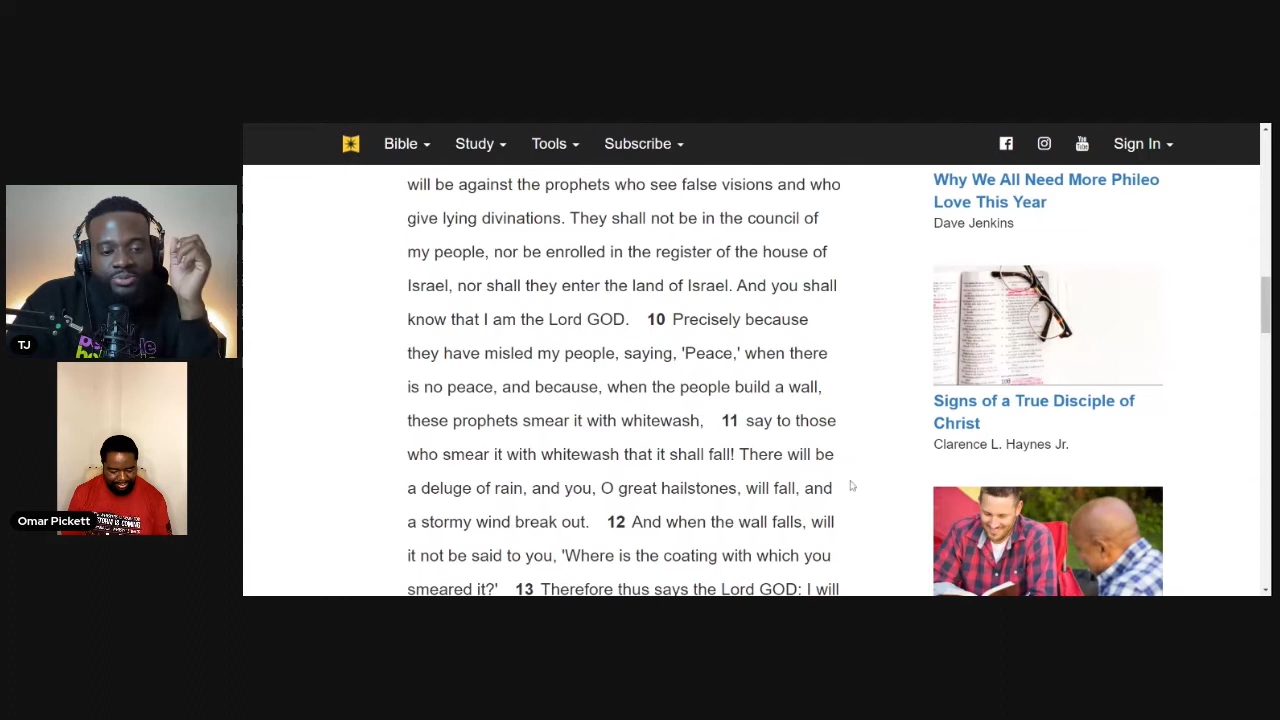 Bible Study Tools Subscribe Sign In
will be against the prophets who see false visions and who
give lying divinations. They shall not be in the council of
my people, nor be enrolled in the register of the house of
Israel, nor shall they enter the land of Israel. And you shall
know that I am the Lord GOD. 10 Precisely because
they have misled my people, saying, 'Peace,' when there
is no peace, and because, when the people build a wall,
these prophets smear it with whitewash, 11 say to those
who smear it with whitewash that it shall fall! There will be
a deluge of rain, and you, O great hailstones, will fall, and
a stormy wind break out. 12 And when the wall falls, will
it not be said to you, 'Where is the coating with which you
smeared it?' 13 Therefore thus says the Lord GOD: I will
Why We All Need More Phileo
Love This Year
Dave Jenkins
Signs of a True Disciple of
Christ
Clarence L. Haynes Jr.
TJ
Omar Pickett